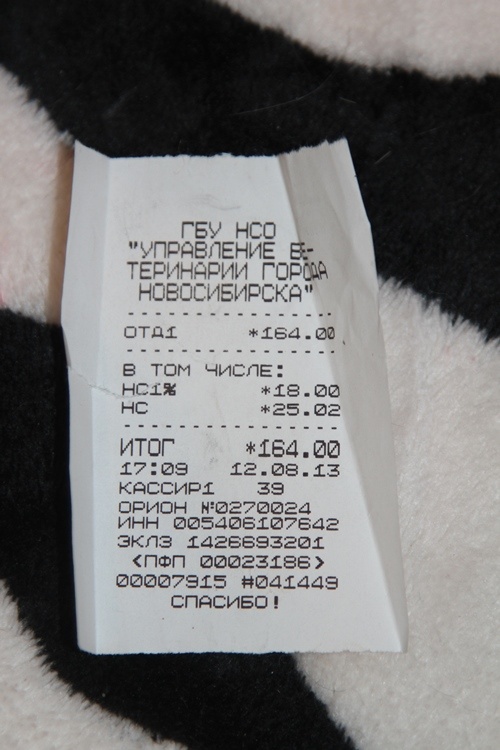 ГБУ НСО
"УПРАВЛЕНИЕ ВЕ-
ТЕРИНАРИИ ГОРОДА
НОВОСИБИРСКА"
ОТД1 *164.00
В ТОМ ЧИСЛЕ:
НС1% *18.00
НС *25.02
ИТОГ *164.00
17:09 12.08.13
КАССИР1 39
ОРИОН №0270024
ИНН 005406107642
ЭКЛЗ 1426693201
<ПФП 00023186>
00007915 #041449
СПАСИБО!